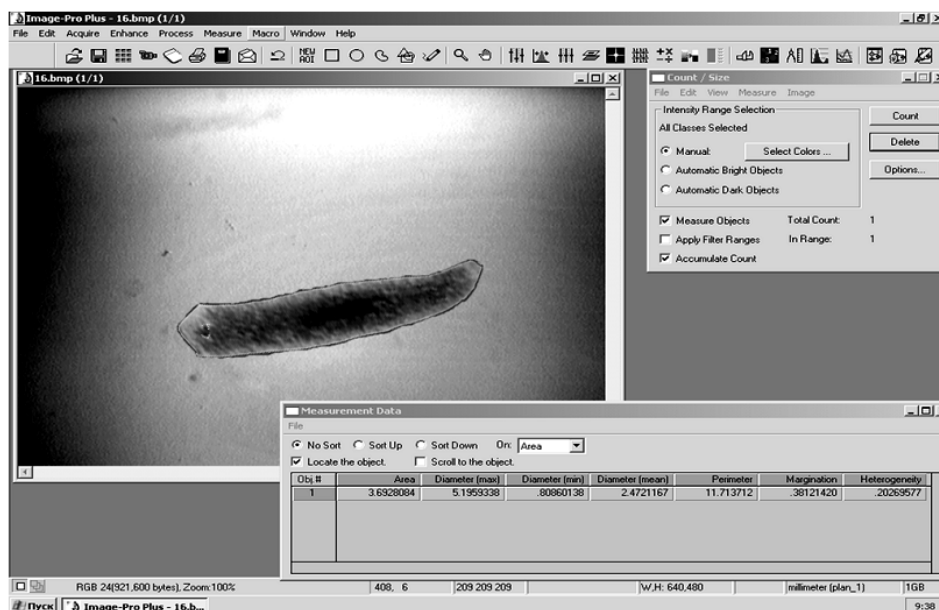 Image-Pro Plus - 16.bmp (1/1)
File Edit Acquire Enhance Process Measure Macro Window Help
NEW AOI
16.bmp (1/1)
Count / Size
File Edit View Measure Image
Intensity Range Selection
All Classes Selected
Manual: Select Colors ...
Automatic Bright Objects
Automatic Dark Objects
Measure Objects Total Count: 1
Apply Filter Ranges In Range: 1
Accumulate Count
Count
Delete
Options...
Measurement Data
File
No Sort Sort Up Sort Down On: Area
Locate the object. Scroll to the object.
Obj.# Area Diameter (max) Diameter (min) Diameter (mean) Perimeter Margination Heterogeneity
1 3.6928084 5.1959338 .80860138 2.4721167 11.713712 .38121420 .20269577
RGB 24(921,600 bytes), Zoom:100% 408, 6 209 209 209 W,H: 640,480 millimeter (plan_1) 1GB
Пуск Image-Pro Plus - 16.b... 9:38